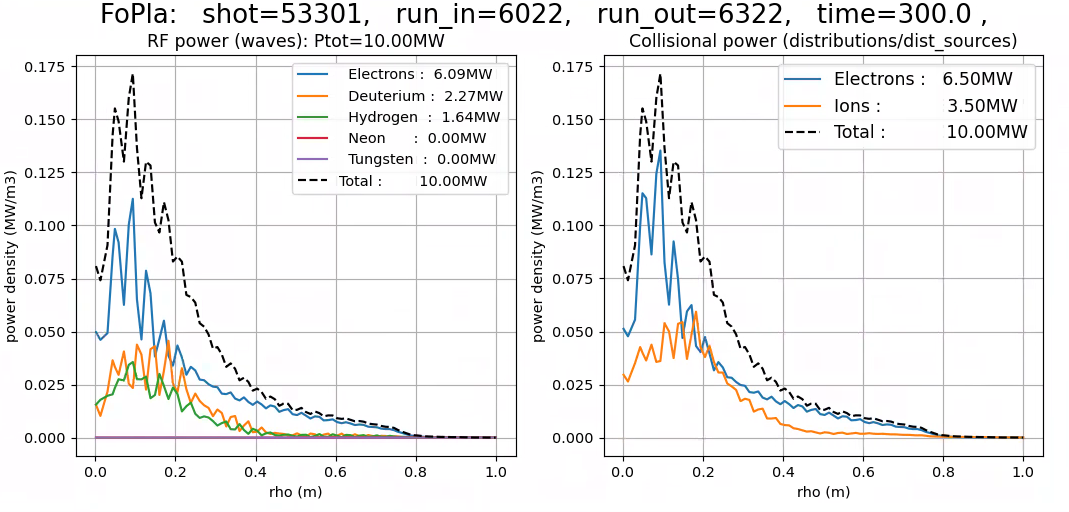 FoPla:   shot=53301,   run_in=6022,   run_out=6322,   time=300.0 ,
RF power (waves): Ptot=10.00MW
power density (MW/m3)
0.175
0.150
0.125
0.100
0.075
0.050
0.025
0.000
Electrons :  6.09MW
Deuterium :  2.27MW
Hydrogen  :  1.64MW
Neon      :  0.00MW
Tungsten  :  0.00MW
Total :        10.00MW
0.0 0.2 0.4 0.6 0.8 1.0
rho (m)
Collisional power (distributions/dist_sources)
power density (MW/m3)
0.175
0.150
0.125
0.100
0.075
0.050
0.025
0.000
Electrons :   6.50MW
Ions :            3.50MW
Total :           10.00MW
0.0 0.2 0.4 0.6 0.8 1.0
rho (m)